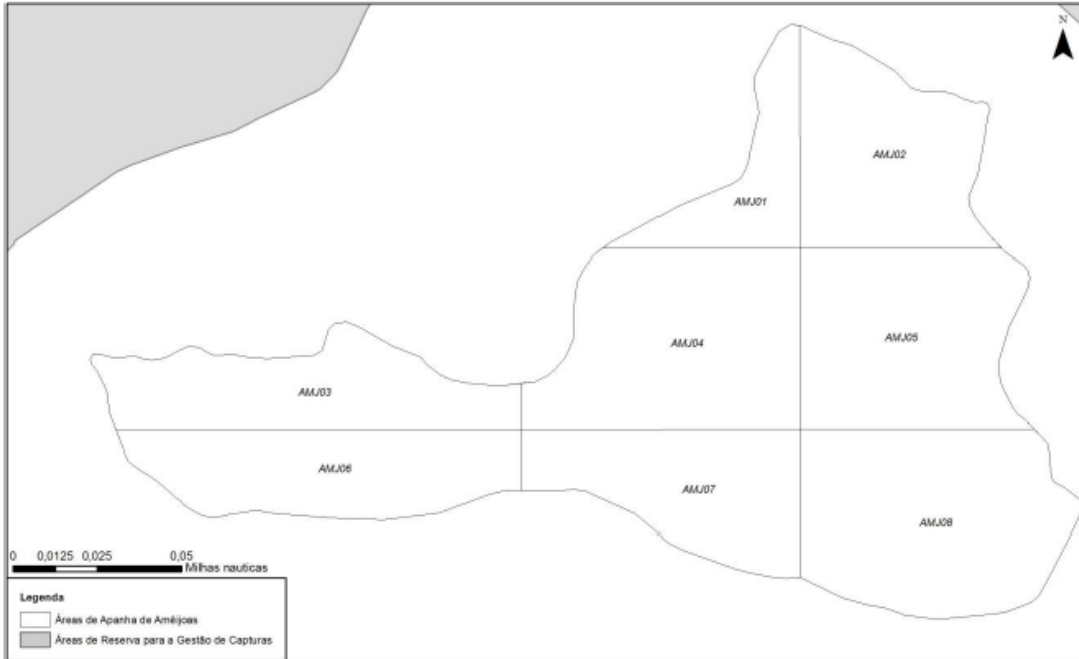 N
AMJ02
AMJ01
AMJ04
AMJ05
AMJ03
AMJ06
AMJ07
AMJ08
0 0,0125 0,025 0,05
Milhas nauticas
Legenda
Áreas de Apanha de Amêijoas
Áreas de Reserva para a Gestão de Capturas